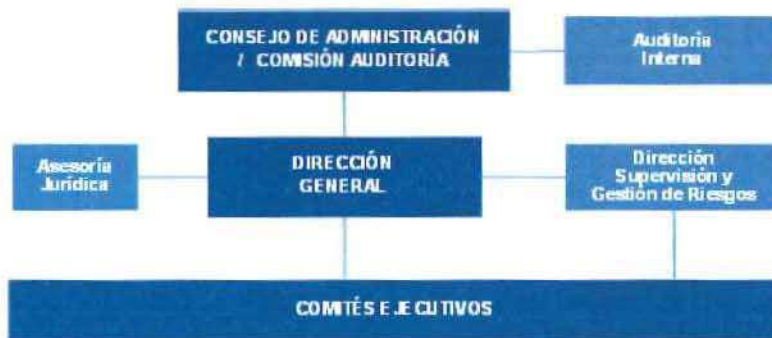 CONSEJO DE ADMINISTRACIÓN
/ COMISIÓN AUDITORÍA
Auditoría
Interna
Asesoría
Jurídica
DIRECCIÓN
GENERAL
Dirección
Supervisión y
Gestión de Riesgos
COMITÉS EJECUTIVOS